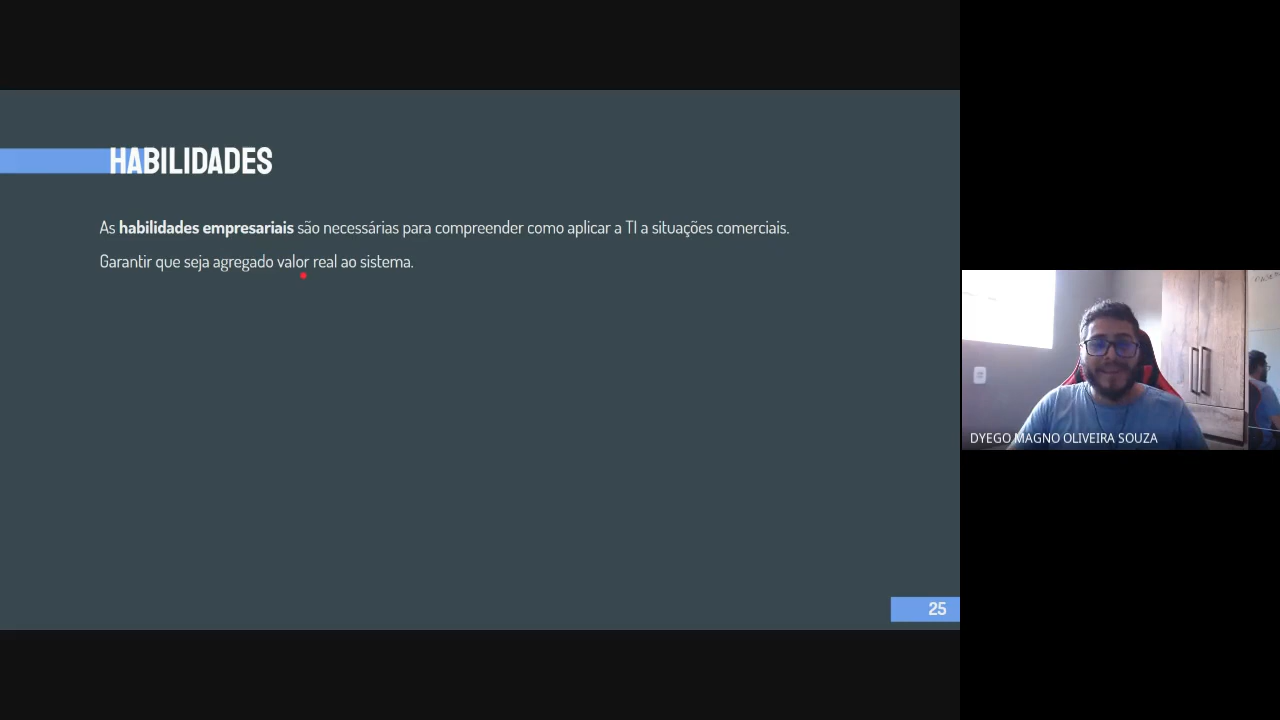 HABILIDADES
As habilidades empresariais são necessárias para compreender como aplicar a TI a situações comerciais.
Garantir que seja agregado valor real ao sistema.
25
DYEGO MAGNO OLIVEIRA SOUZA